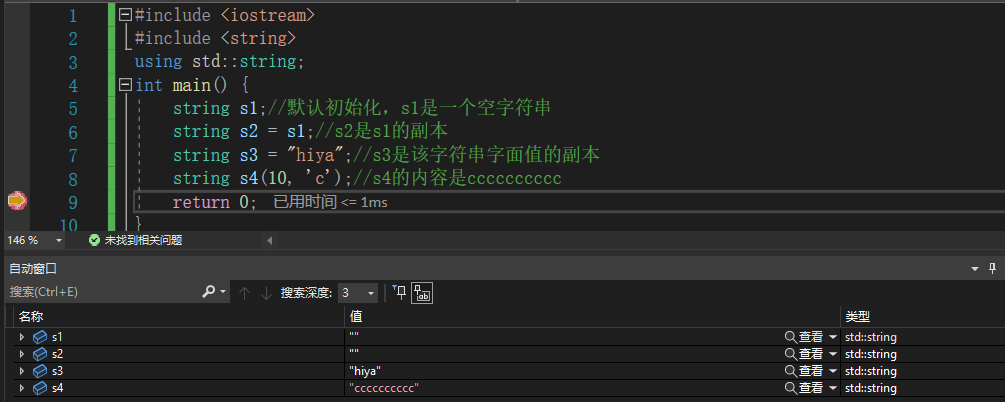 1 #include <iostream>
2 #include <string>
3 using std::string;
4 int main() {
5 string s1;//默认初始化，s1是一个空字符串
6 string s2 = s1;//s2是s1的副本
7 string s3 = "hiya";//s3是该字符串字面值的副本
8 string s4(10, 'c');//s4的内容是cccccccccc
9 return 0; 已用时间 <= 1ms
10 }
146 % 未找到相关问题
自动窗口
搜索(Ctrl+E) 搜索深度: 3
名称 值 类型
s1 "" 查看 std::string
s2 "" 查看 std::string
s3 "hiya" 查看 std::string
s4 "cccccccccc" 查看 std::string